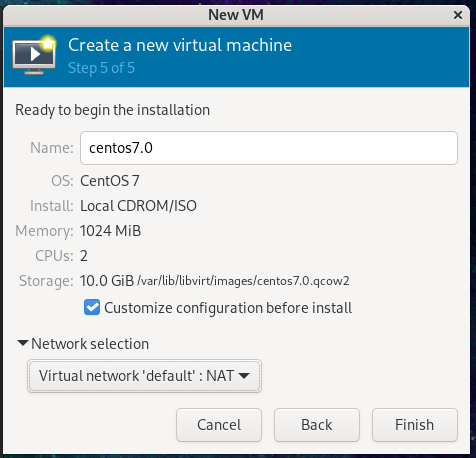 New VM
Create a new virtual machine
Step 5 of 5
Ready to begin the installation
Name: centos7.0
OS: CentOS 7
Install: Local CDROM/ISO
Memory: 1024 MiB
CPUs: 2
Storage: 10.0 GiB /var/lib/libvirt/images/centos7.0.qcow2
Customize configuration before install
Network selection
Virtual network 'default' : NAT
Cancel Back Finish